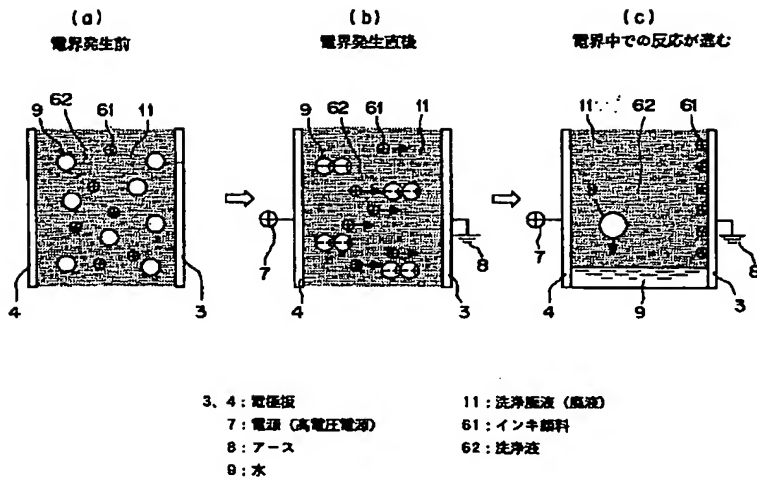 (a)
電界発生前
(b)
電界発生直後
(c)
電界中での反応が進む
9 62 61 11
4 3
9 62 61 11
7 8
4 3
11 62 61
7 8
4 9 3
3、4：電極板
7：電源（高電圧電源）
8：アース
9：水
11：洗浄廃液（廃液）
61：インキ顔料
62：洗浄液